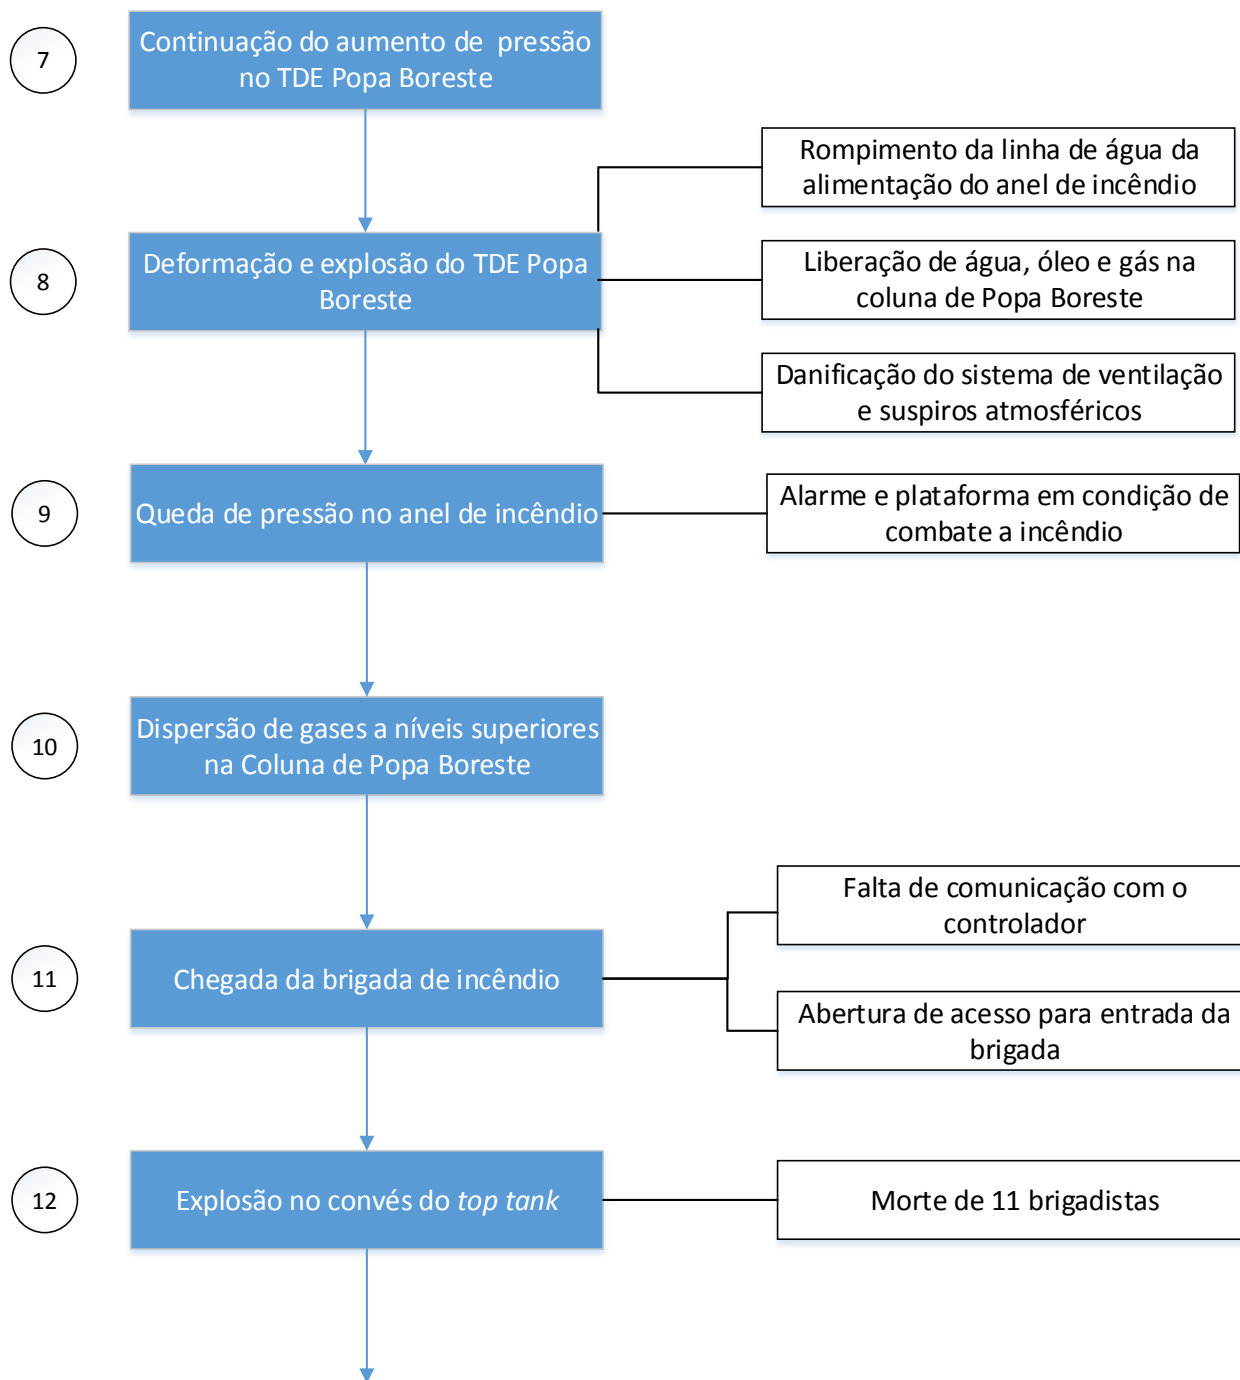 7
Continuação do aumento de pressão
no TDE Popa Boreste
Rompimento da linha de água da
alimentação do anel de incêndio
8
Deformação e explosão do TDE Popa
Boreste
Liberação de água, óleo e gás na
coluna de Popa Boreste
Danificação do sistema de ventilação
e suspiros atmosféricos
9
Queda de pressão no anel de incêndio
Alarme e plataforma em condição de
combate a incêndio
10
Dispersão de gases a níveis superiores
na Coluna de Popa Boreste
Falta de comunicação com o
controlador
11
Chegada da brigada de incêndio
Abertura de acesso para entrada da
brigada
12
Explosão no convés do top tank
Morte de 11 brigadistas